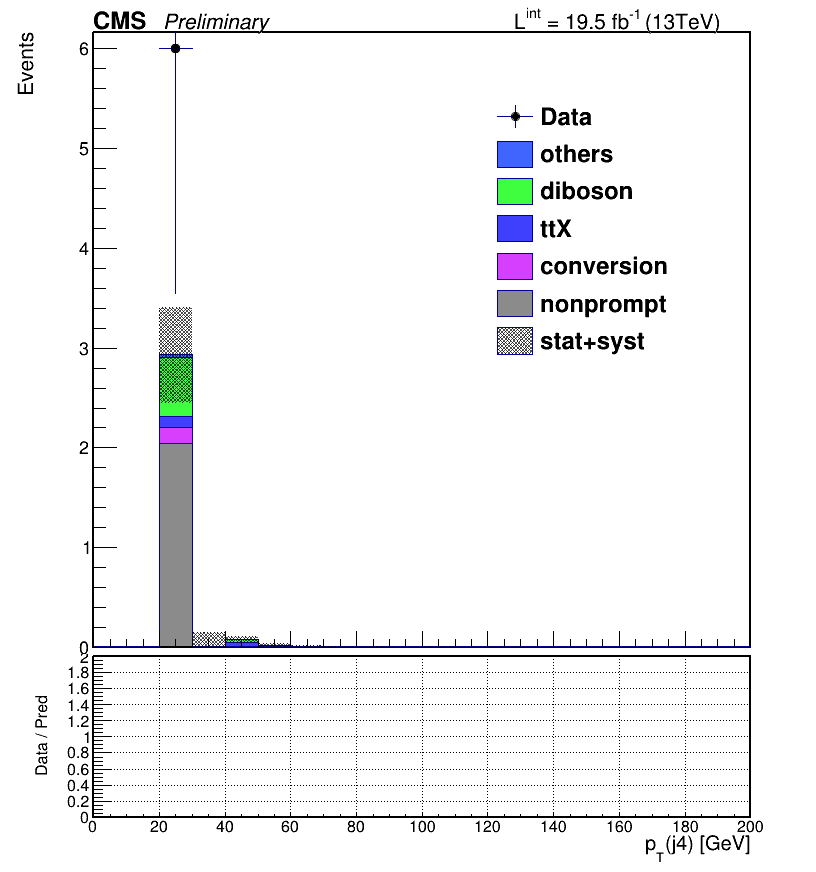 CMS Preliminary L^int = 19.5 fb^-1 (13TeV)
Events
6
5
4
3
2
1
0
Data
others
diboson
ttX
conversion
nonprompt
stat+syst
Data / Pred
2
1.8
1.6
1.4
1.2
1
0.8
0.6
0.4
0.2
0
0 20 40 60 80 100 120 140 160 180 200
p_T(j4) [GeV]